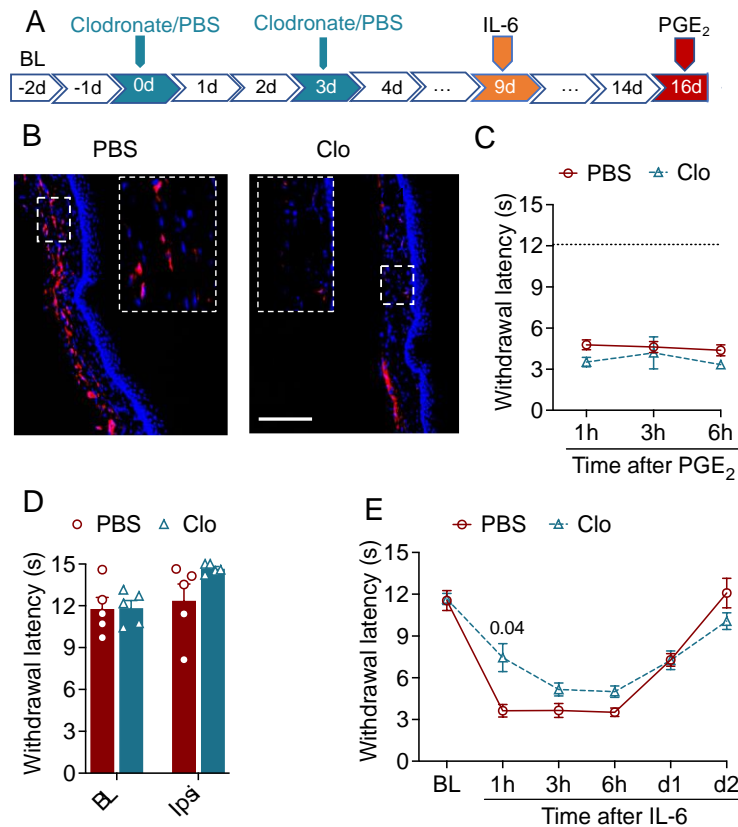 A
Clodronate/PBS
Clodronate/PBS
IL-6
PGE₂
BL
-2d -1d 0d 1d 2d 3d 4d ... 9d ... 14d 16d
B
PBS
Clo
C
PBS Clo
Withdrawal latency (s)
15
12
9
6
3
0
1h 3h 6h
Time after PGE₂
D
PBS Clo
Withdrawal latency (s)
15
12
9
6
3
0
BL Ipsi
E
PBS Clo
Withdrawal latency (s)
15
12
9
6
3
0
0.04
BL 1h 3h 6h d1 d2
Time after IL-6